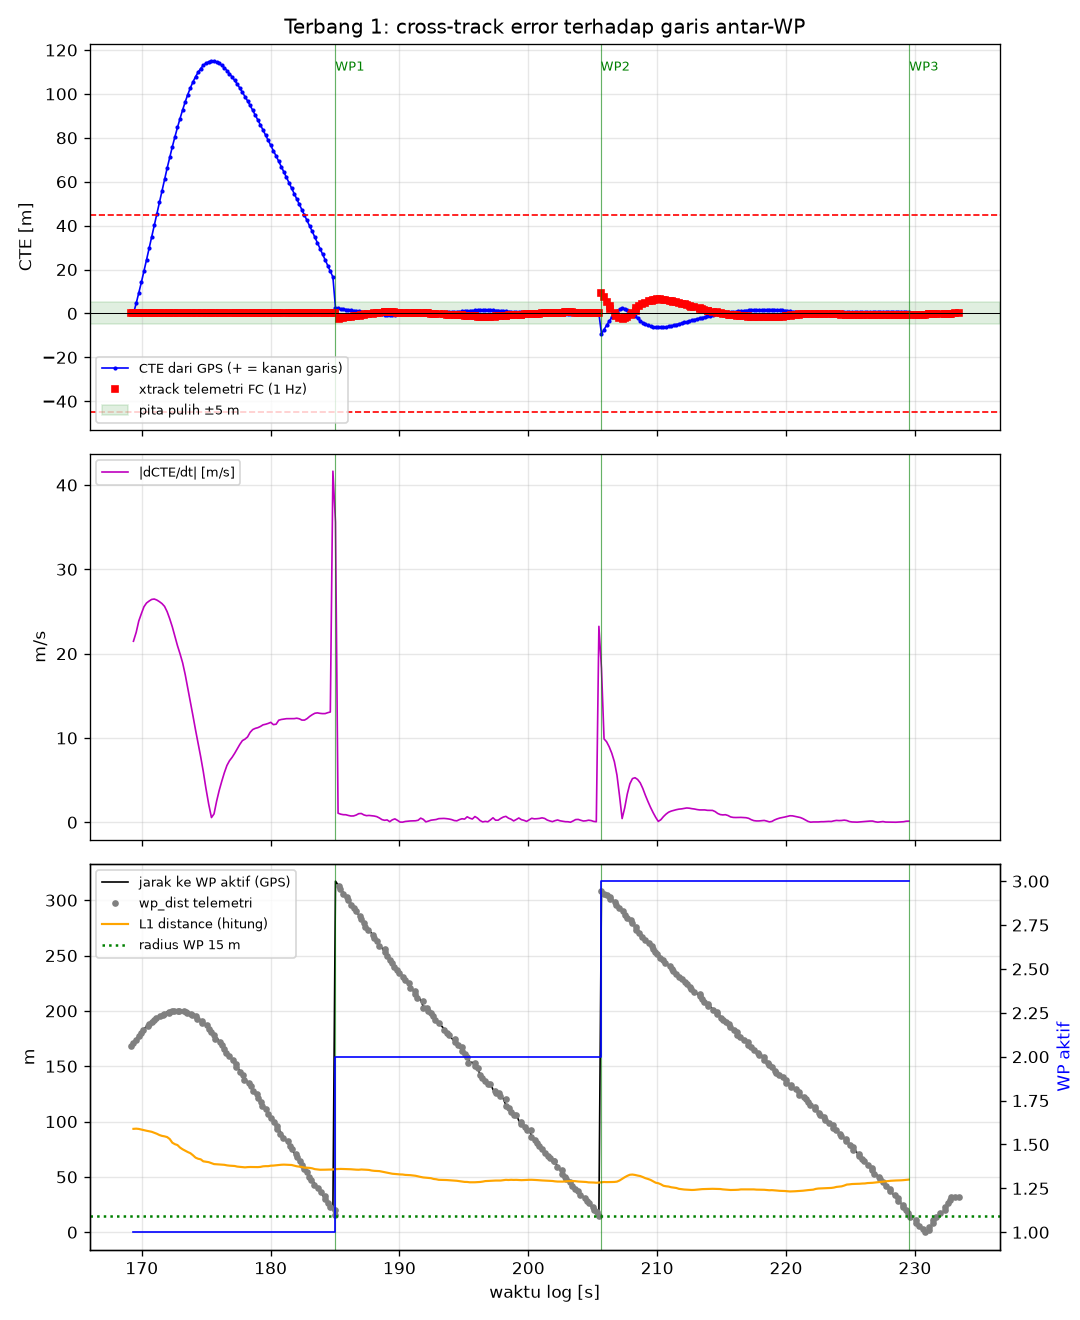 Terbang 1: cross-track error terhadap garis antar-WP
CTE [m]
120
100
80
60
40
20
0
−20
−40
WP1
WP2
WP3
CTE dari GPS (+ = kanan garis)
xtrack telemetri FC (1 Hz)
pita pulih ±5 m
m/s
40
30
20
10
0
|dCTE/dt| [m/s]
m
300
250
200
150
100
50
0
jarak ke WP aktif (GPS)
wp_dist telemetri
L1 distance (hitung)
radius WP 15 m
3.00
2.75
2.50
2.25
2.00
1.75
1.50
1.25
1.00
WP aktif
170
180
190
200
210
220
230
waktu log [s]